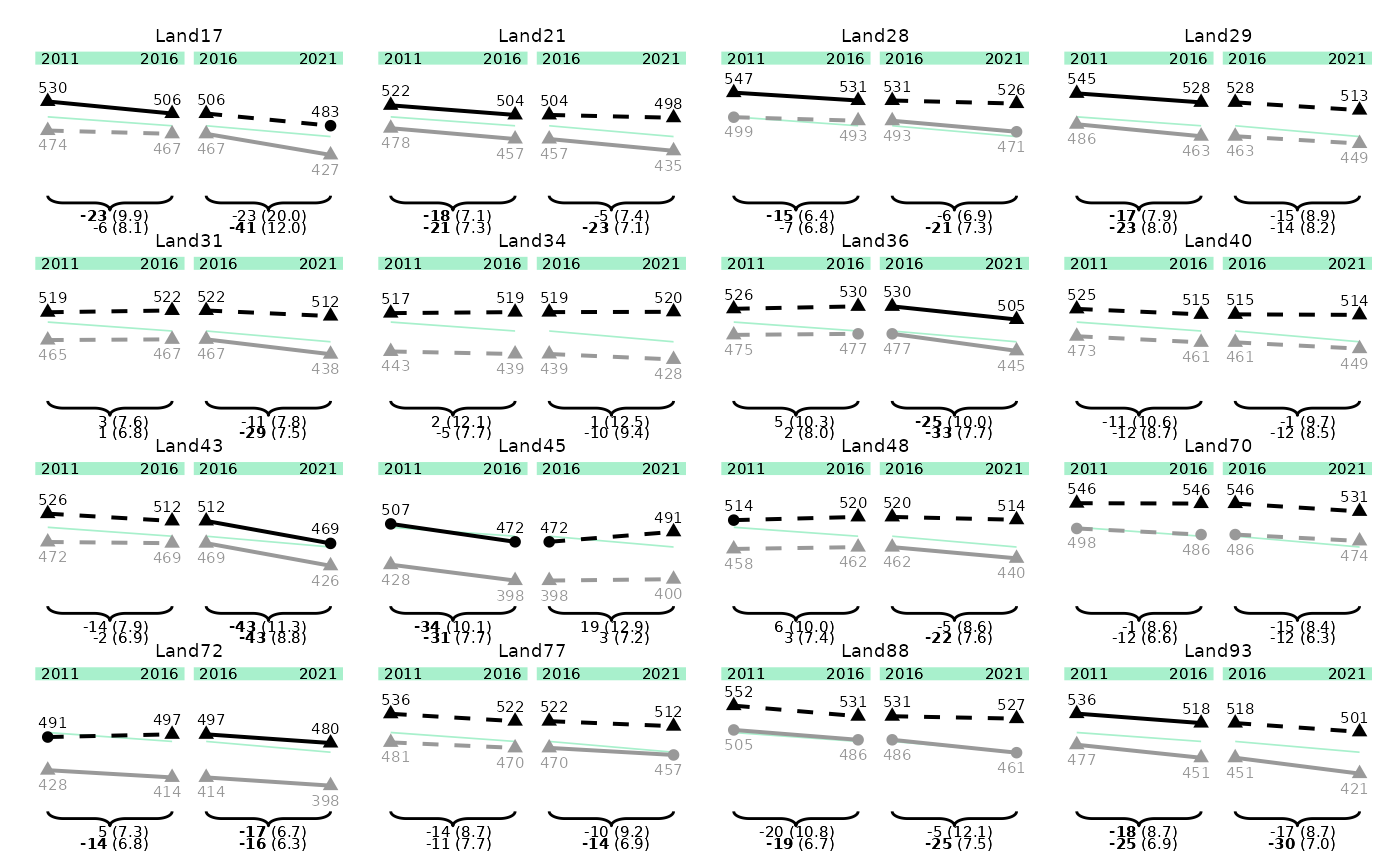 Land17
2011 2016 2016 2021
530 506 506 483
474 467 467 427
-23 (9.9) -23 (20.0)
-6 (8.1) -41 (12.0)
Land21
2011 2016 2016 2021
522 504 504 498
478 457 457 435
-18 (7.1) -5 (7.4)
-21 (7.3) -23 (7.1)
Land28
2011 2016 2016 2021
547 531 531 526
499 493 493 471
-15 (6.4) -6 (6.9)
-7 (6.8) -21 (7.3)
Land29
2011 2016 2016 2021
545 528 528 513
486 463 463 449
-17 (7.9) -15 (8.9)
-23 (8.0) -14 (8.2)
Land31
2011 2016 2016 2021
519 522 522 512
465 467 467 438
3 (7.6) -11 (7.8)
1 (6.8) -29 (7.5)
Land34
2011 2016 2016 2021
517 519 519 520
443 439 439 428
2 (12.1) 1 (12.5)
-5 (7.7) -10 (9.4)
Land36
2011 2016 2016 2021
526 530 530 505
475 477 477 445
5 (10.3) -25 (10.0)
2 (8.0) -33 (7.7)
Land40
2011 2016 2016 2021
525 515 515 514
473 461 461 449
-11 (10.6) -1 (9.7)
-12 (8.7) -12 (8.5)
Land43
2011 2016 2016 2021
526 512 512 469
472 469 469 426
-14 (7.9) -43 (11.3)
-2 (6.9) -43 (8.8)
Land45
2011 2016 2016 2021
507 472 472 491
428 398 398 400
-34 (10.1) 19 (12.9)
-31 (7.7) 3 (7.2)
Land48
2011 2016 2016 2021
514 520 520 514
458 462 462 440
6 (10.0) -5 (8.6)
3 (7.4) -22 (7.6)
Land70
2011 2016 2016 2021
546 546 546 531
498 486 486 474
-1 (8.6) -15 (8.4)
-12 (6.6) -12 (6.3)
Land72
2011 2016 2016 2021
491 497 497 480
428 414 414 398
5 (7.3) -17 (6.7)
-14 (6.8) -16 (6.3)
Land77
2011 2016 2016 2021
536 522 522 512
481 470 470 457
-14 (8.7) -10 (9.2)
-11 (7.7) -14 (6.9)
Land88
2011 2016 2016 2021
552 531 531 527
505 486 486 461
-20 (10.8) -5 (12.1)
-19 (6.7) -25 (7.5)
Land93
2011 2016 2016 2021
536 518 518 501
477 451 451 421
-18 (8.7) -17 (8.7)
-25 (6.9) -30 (7.0)